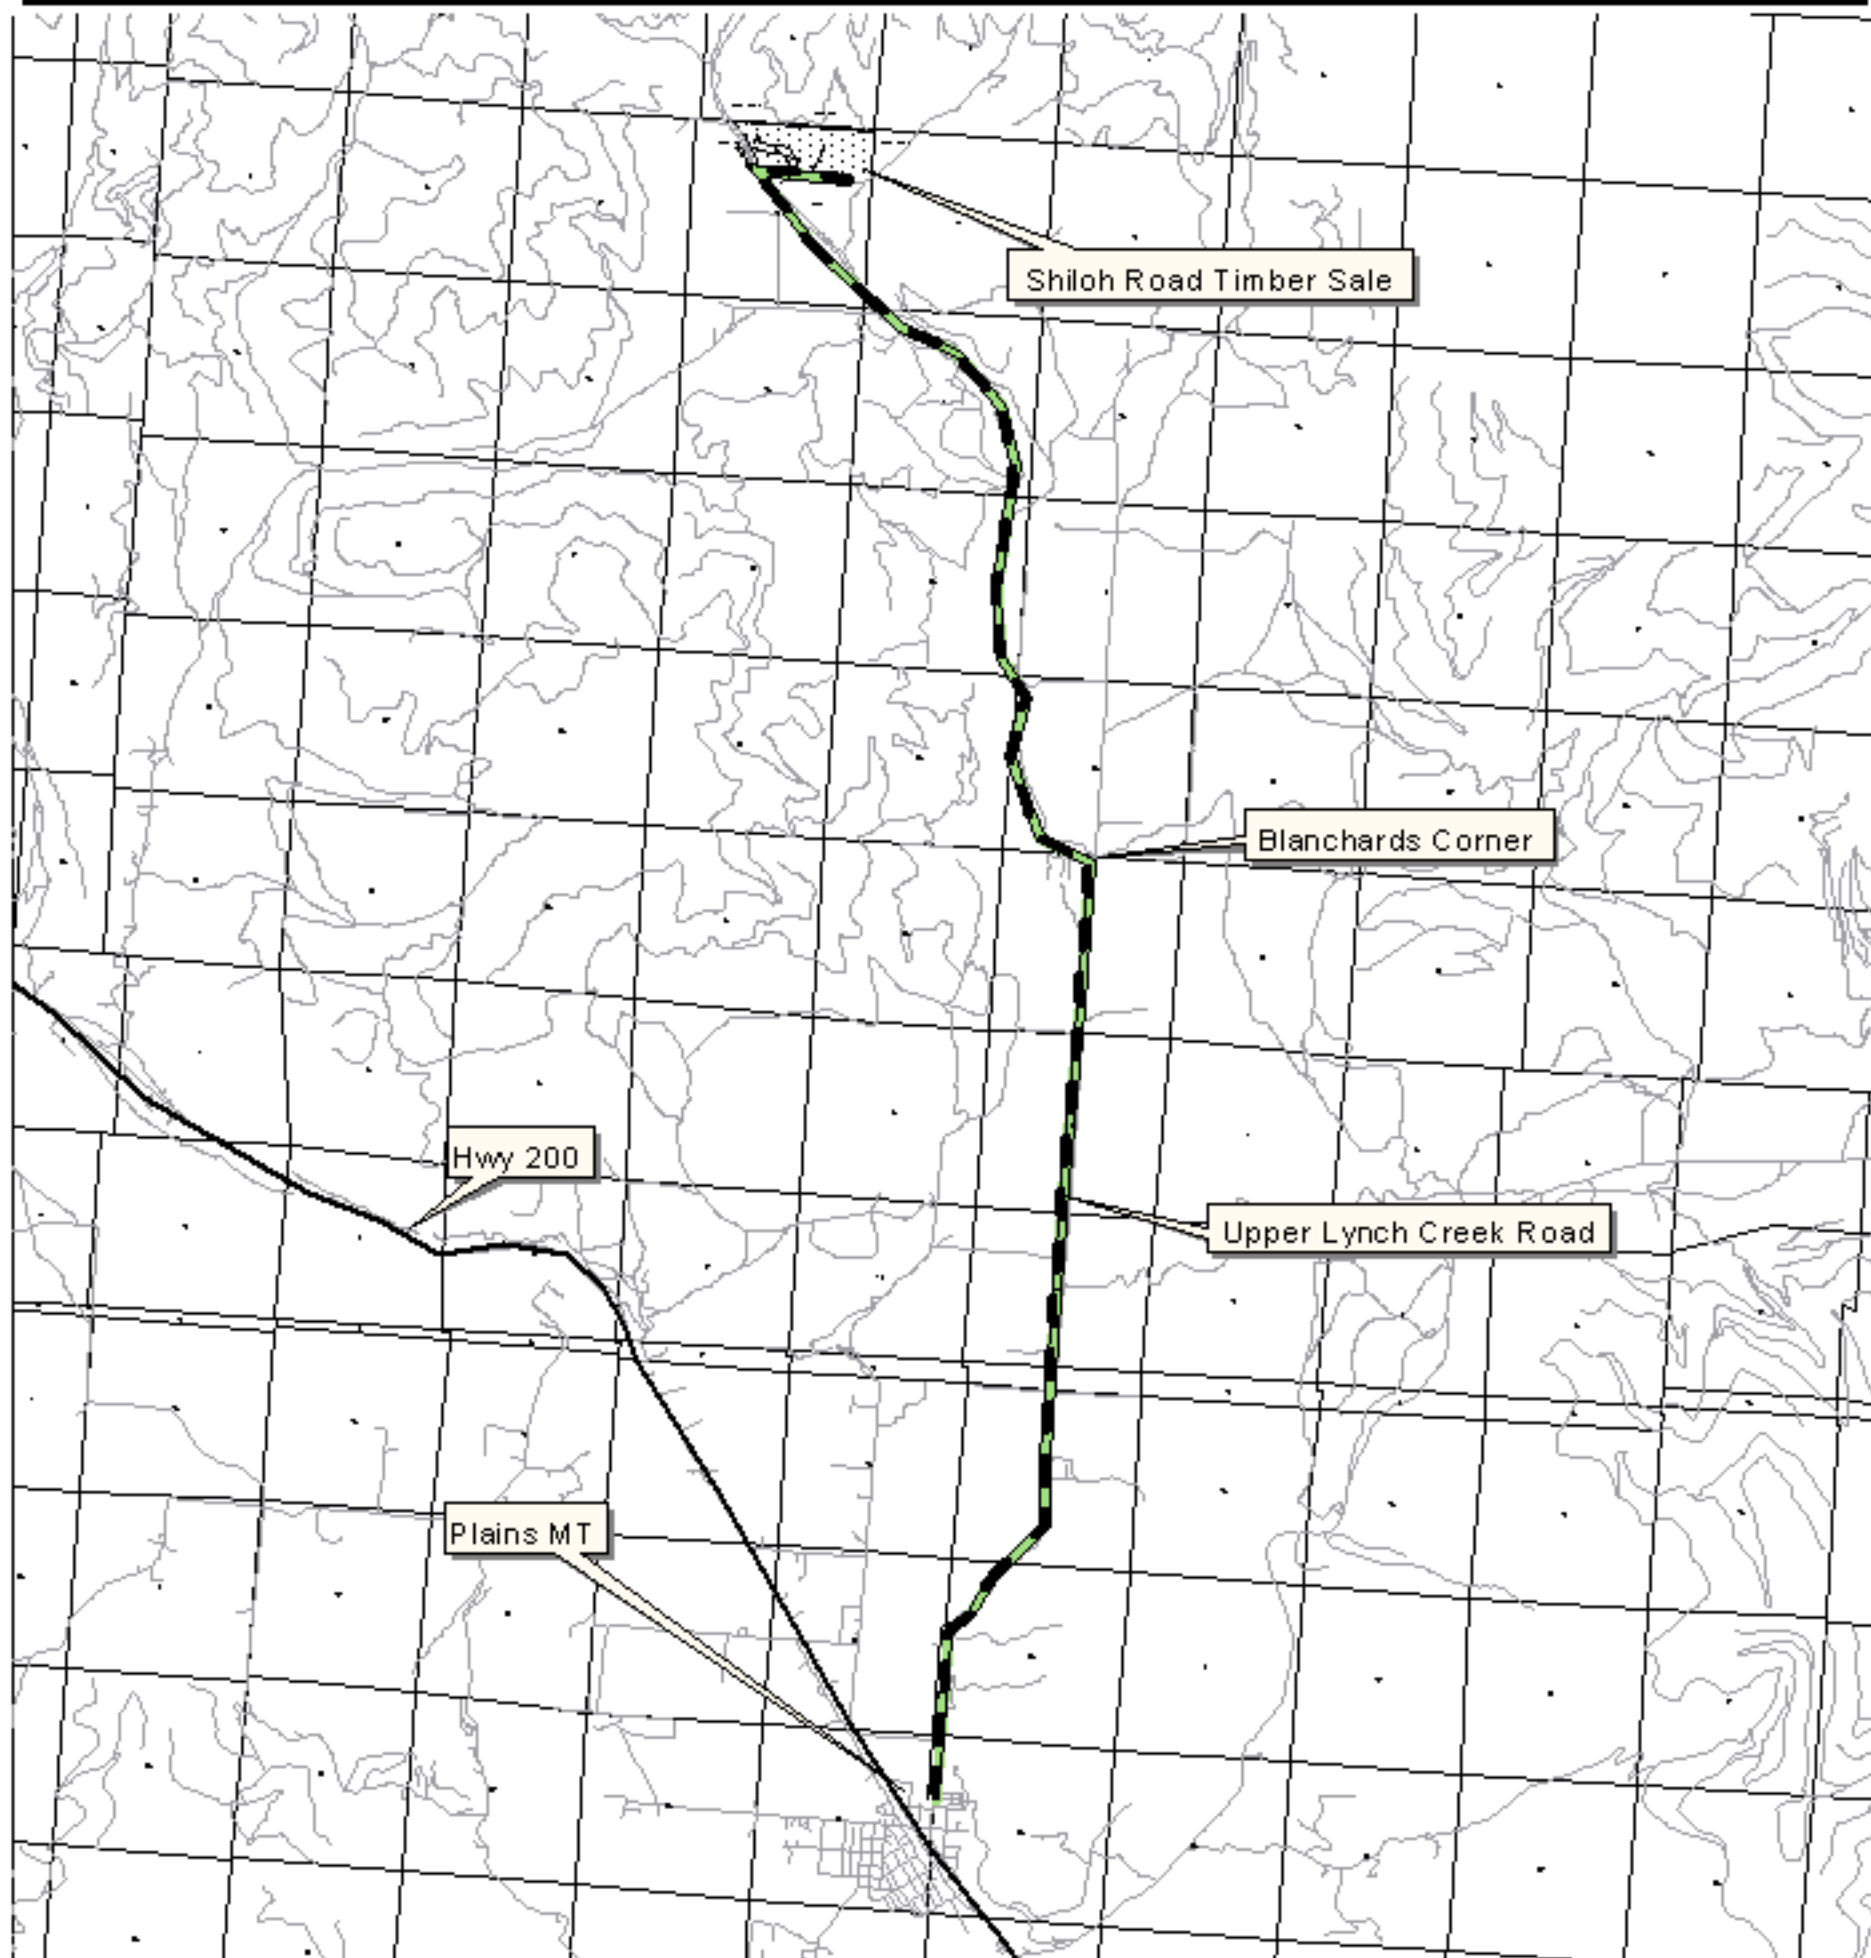 Shiloh Road Timber Sale
Blanchards Corner
Hwy 200
Upper Lynch Creek Road
Plains MT